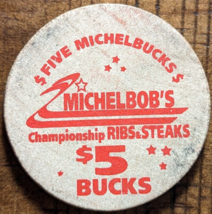 $ FIVE MICHELBUCKS $
MICHELBOB'S
Championship RIBS & STEAKS
$5
BUCKS